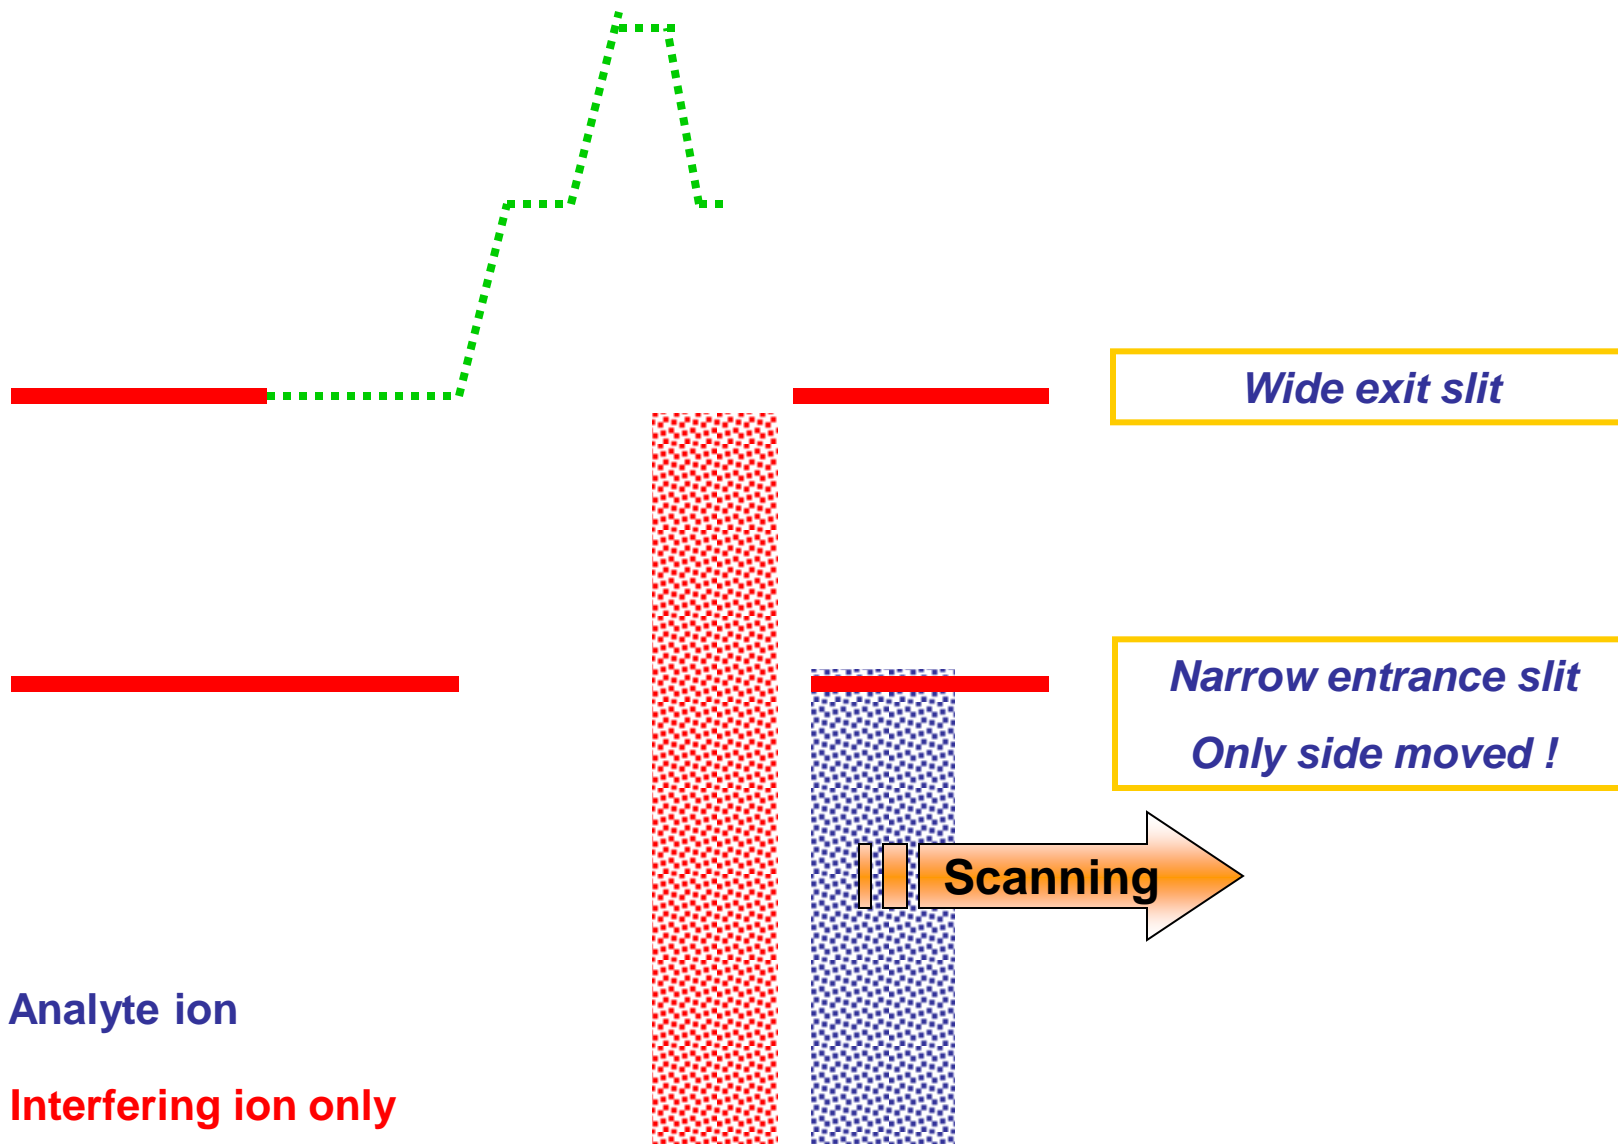 Wide exit slit
Narrow entrance slit
Only side moved !
Scanning
Analyte ion
Interfering ion only